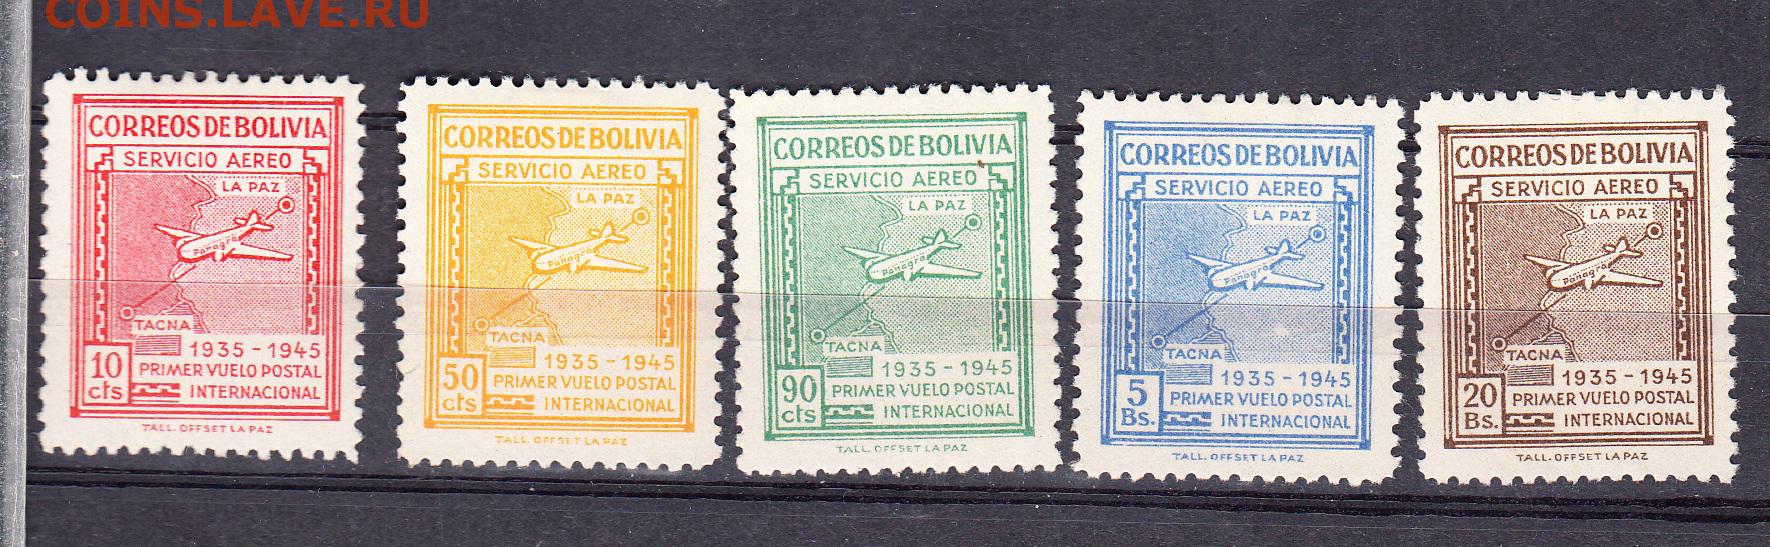 COINS.LAVE.RU
CORREOS DE BOLIVIA
SERVICIO AEREO
LA PAZ
Panagra
TACNA
1935 - 1945
10 cts
PRIMER VUELO POSTAL
INTERNACIONAL
TALL. OFFSET LA PAZ
CORREOS DE BOLIVIA
SERVICIO AEREO
LA PAZ
Panagra
TACNA
1935 - 1945
50 cts
PRIMER VUELO POSTAL
INTERNACIONAL
TALL. OFFSET LA PAZ
CORREOS DE BOLIVIA
SERVICIO AEREO
LA PAZ
Panagra
TACNA
1935 - 1945
90 cts
PRIMER VUELO POSTAL
INTERNACIONAL
TALL. OFFSET LA PAZ
CORREOS DE BOLIVIA
SERVICIO AEREO
LA PAZ
Panagra
TACNA
1935 - 1945
5 Bs.
PRIMER VUELO POSTAL
INTERNACIONAL
TALL. OFFSET LA PAZ
CORREOS DE BOLIVIA
SERVICIO AEREO
LA PAZ
Panagra
TACNA
1935 - 1945
20 Bs.
PRIMER VUELO POSTAL
INTERNACIONAL
TALL. OFFSET LA PAZ